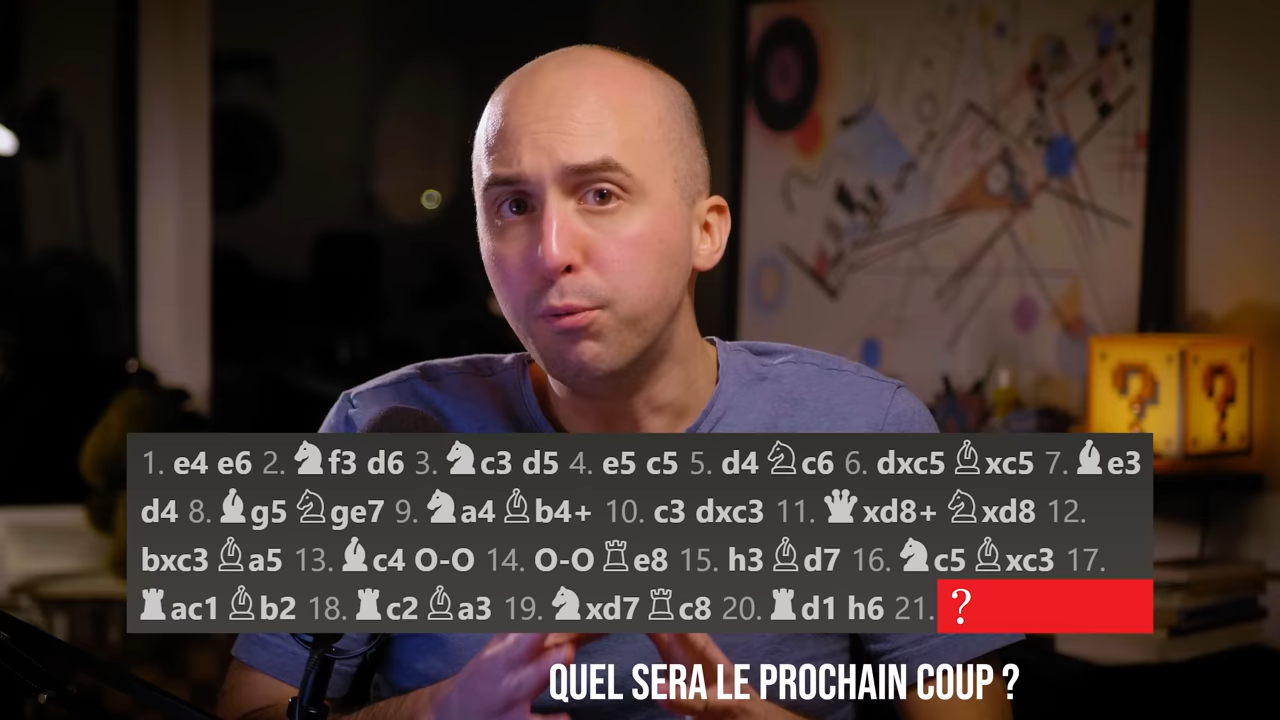 1. e4 e6 2. ♞f3 d6 3. ♞c3 d5 4. e5 c5 5. d4 ♘c6 6. dxc5 ♗xc5 7. ♝e3
d4 8. ♝g5 ♘ge7 9. ♞a4 ♗b4+ 10. c3 dxc3 11. ♛xd8+ ♘xd8 12.
bxc3 ♗a5 13. ♝c4 O-O 14. O-O ♖e8 15. h3 ♗d7 16. ♞c5 ♗xc3 17.
♜ac1 ♗b2 18. ♜c2 ♗a3 19. ♞xd7 ♖c8 20. ♜d1 h6 21. ?
QUEL SERA LE PROCHAIN COUP ?
? ?